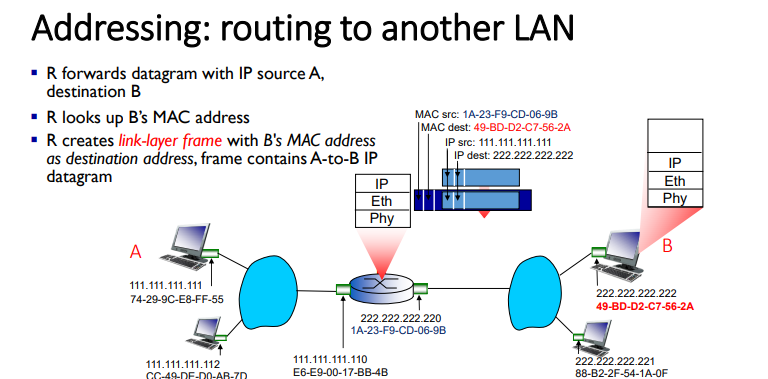 Addressing: routing to another LAN
R forwards datagram with IP source A,
destination B
R looks up B's MAC address
R creates link-layer frame with B's MAC address
as destination address, frame contains A-to-B IP
datagram
MAC src: 1A-23-F9-CD-06-9B
MAC dest: 49-BD-D2-C7-56-2A
IP src: 111.111.111.111
IP dest: 222.222.222.222
IP
Eth
Phy
IP
Eth
Phy
A
B
111.111.111.111
74-29-9C-E8-FF-55
222.222.222.222
49-BD-D2-C7-56-2A
222.222.222.220
1A-23-F9-CD-06-9B
111.111.111.112
CC-49-DE-D0-AB-7D
111.111.111.110
E6-E9-00-17-BB-4B
222.222.222.221
88-B2-2F-54-1A-0F